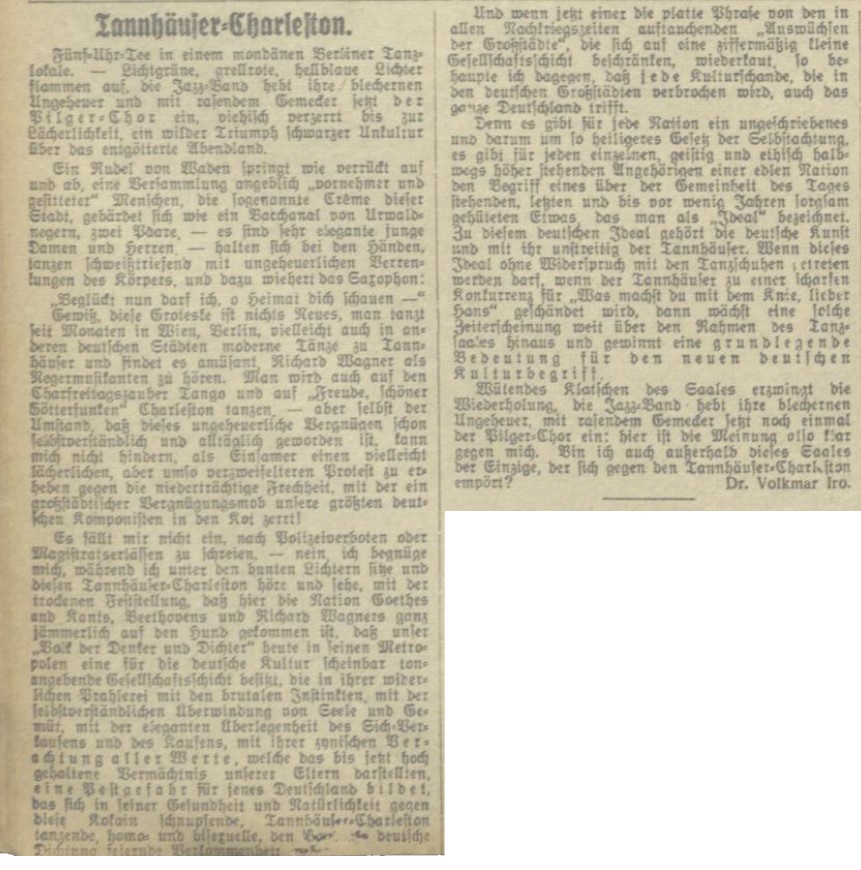 Tannhäuser-Charleston.
Fünf-Uhr-Tee in einem mondänen Berliner Tanz-
lokale. — Lichtgrüne, grellrote, hellblaue Lichter
flammen auf, die Jazz-Band hebt ihre blechernen
Ungeheuer und mit rasendem Gemecker setzt der
Pilger-Chor ein, viehisch verzerrt bis zur
Lächerlichkeit, ein wilder Triumph schwarzer Unkultur
über das entgötterte Abendland.
Ein Rudel von Waden springt wie verrückt auf
und ab, eine Versammlung angeblich „vornehmer und
gesitteter" Menschen, die sogenannte Crême dieser
Stadt, gebärdet sich wie ein Bacchanal von Urwald-
negern, zwei Paare, — es sind sehr elegante junge
Damen und Herren, — halten sich bei den Händen,
tanzen schweißtriefend mit ungeheuerlichen Verren-
kungen des Körpers, und dazu wiehert das Saxophon:
„Beglückt nun darf ich, o Heimat dich schauen —"
Gewiß, diese Groteske ist nichts Neues, man tanzt
seit Monaten in Wien, Berlin, vielleicht auch in an-
deren deutschen Städten moderne Tänze zu Tann-
häuser und findet es amüsant, Richard Wagner als
Negermusikanten zu hören. Man wird auch auf den
Charfreitagszauber Tango und auf „Freude, schöner
Götterfunken" Charleston tanzen, — aber selbst der
Umstand, daß dieses ungeheuerliche Vergnügen schon
selbstverständlich und alltäglich geworden ist, kann
mich nicht hindern, als Einsamer einen vielleicht
lächerlichen, aber umso verzweifelteren Protest zu er-
heben gegen die niederträchtige Frechheit, mit der ein
großstädtischer Vergnügungsmob unsere größten deut-
schen Komponisten in den Kot zerrt!
Es fällt mir nicht ein, nach Polizeiverboten oder
Magistratserlässen zu schreien, — nein, ich begnüge
mich, während ich unter den bunten Lichtern sitze und
diesen Tannhäuser-Charleston höre und sehe, mit der
trockenen Feststellung, daß hier die Nation Goethes
und Kants, Beethovens und Richard Wagners ganz
jämmerlich auf den Hund gekommen ist, daß unser
„Volk der Denker und Dichter" heute in seinen Metro-
polen eine für die deutsche Kultur scheinbar ton-
angebende Gesellschaftsschicht besitzt, die in ihrer wider-
lichen Prahlerei mit den brutalen Instinkten, mit der
selbstverständlichen Überwindung von Seele und Ge-
müt, mit der eleganten Überlegenheit des Sich-Ver-
kaufens und des Kaufens, mit ihrer zynischen Ver-
achtung aller Werte, welche das bis jetzt hoch
gehaltene Vermächtnis unserer Eltern darstellten,
eine Pestgefahr für jenes Deutschland bildet,
das sich in seiner Gesundheit und Natürlichkeit gegen
diese Kokain schnupfende, Tannhäuser-Charleston
tanzende, homo- und bisexuelle, den deutsche
Dichtung feiernde Verkommenheit
Und wenn jetzt einer die platte Phrase von den in
allen Nachkriegszeiten auftauchenden „Auswüchsen
der Großstädte", die sich auf eine ziffermäßig kleine
Gesellschaftsschicht beschränken, wiederkaut, so be-
haupte ich dagegen, daß jede Kulturschande, die in
den deutschen Großstädten verbrochen wird, auch das
ganze Deutschland trifft.
Denn es gibt für jede Nation ein ungeschriebenes
und darum um so heiligeres Gesetz der Selbstachtung,
es gibt für jeden einzelnen, geistig und ethisch halb-
wegs höher stehenden Angehörigen einer edlen Nation
den Begriff eines über der Gemeinheit des Tages
stehenden, letzten und bis vor wenig Jahren sorgsam
gehüteten Etwas, das man als „Ideal" bezeichnet.
Zu diesem deutschen Ideal gehört die deutsche Kunst
und mit ihr unstreitig der Tannhäuser. Wenn dieses
Ideal ohne Widerspruch mit den Tanzschuhen getreten
werden darf, wenn der Tannhäuser zu einer scharfen
Konkurrenz für „Was machst du mit dem Knie, lieber
Hans" geschändet wird, dann wächst eine solche
Zeiterscheinung weit über den Rahmen des Tanz-
saales hinaus und gewinnt eine grundlegende
Bedeutung für den neuen deutschen
Kulturbegriff.
Wütendes Klatschen des Saales erzwingt die
Wiederholung, die Jazz-Band hebt ihre blechernen
Ungeheuer, mit rasendem Gemecker setzt noch einmal
der Pilger-Chor ein: hier ist die Meinung also klar
gegen mich. Bin ich auch außerhalb dieses Saales
der Einzige, der sich gegen den Tannhäuser-Charleston
empört? Dr. Volkmar Iro.